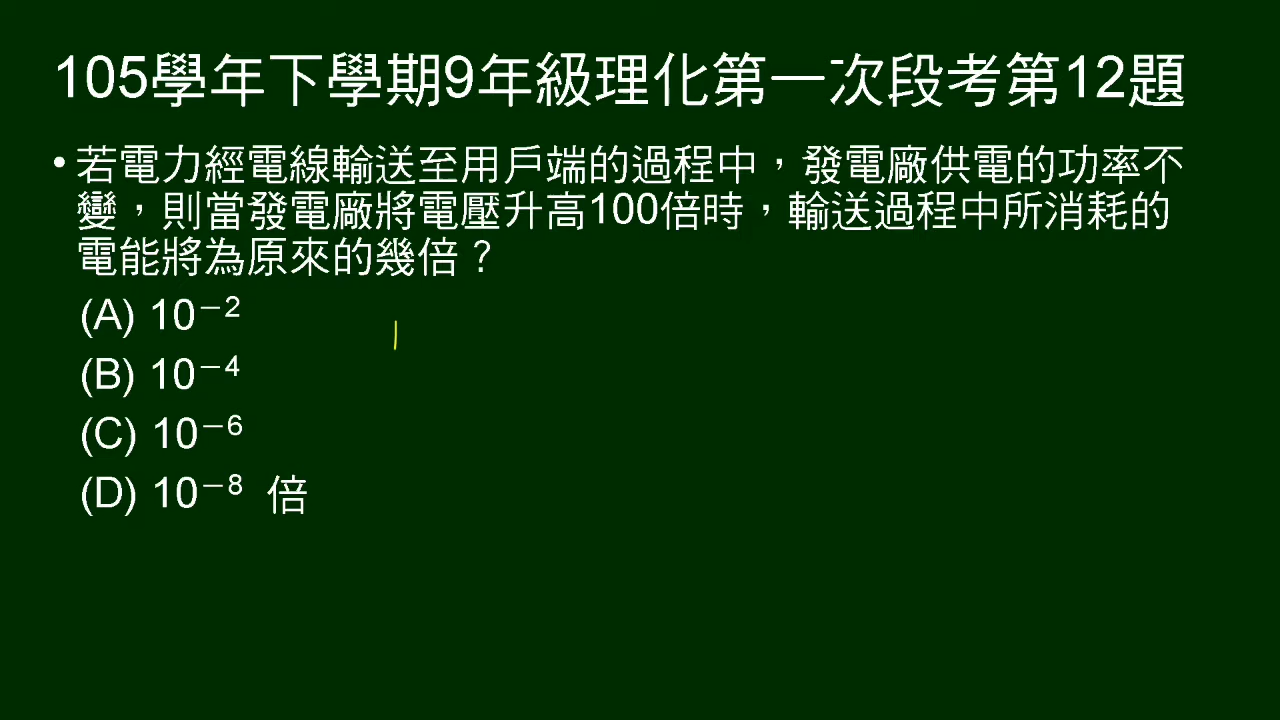 105學年下學期9年級理化第一次段考第12題
• 若電力經電線輸送至用戶端的過程中，發電廠供電的功率不
變，則當發電廠將電壓升高100倍時，輸送過程中所消耗的
電能將為原來的幾倍？
(A) 10⁻²
(B) 10⁻⁴
(C) 10⁻⁶
(D) 10⁻⁸ 倍